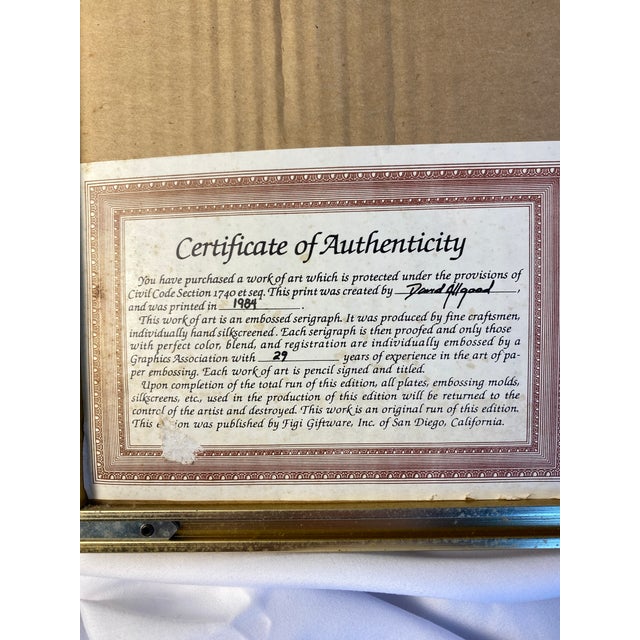 Certificate of Authenticity
You have purchased a work of art which is protected under the provisions of
Civil Code Section 1740 et seq. This print was created by David Allgood,
and was printed in 1984.
This work of art is an embossed serigraph. It was produced by fine craftsmen,
individually hand silkscreened. Each serigraph is then proofed and only those
with perfect color, blend, and registration are individually embossed by a
Graphics Association with 29 years of experience in the art of pa-
per embossing. Each work of art is pencil signed and titled.
Upon completion of the total run of this edition, all plates, embossing molds,
silkscreens, etc., used in the production of this edition will be returned to the
control of the artist and destroyed. This work is an original run of this edition.
This edition was published by Figi Giftware, Inc. of San Diego, California.